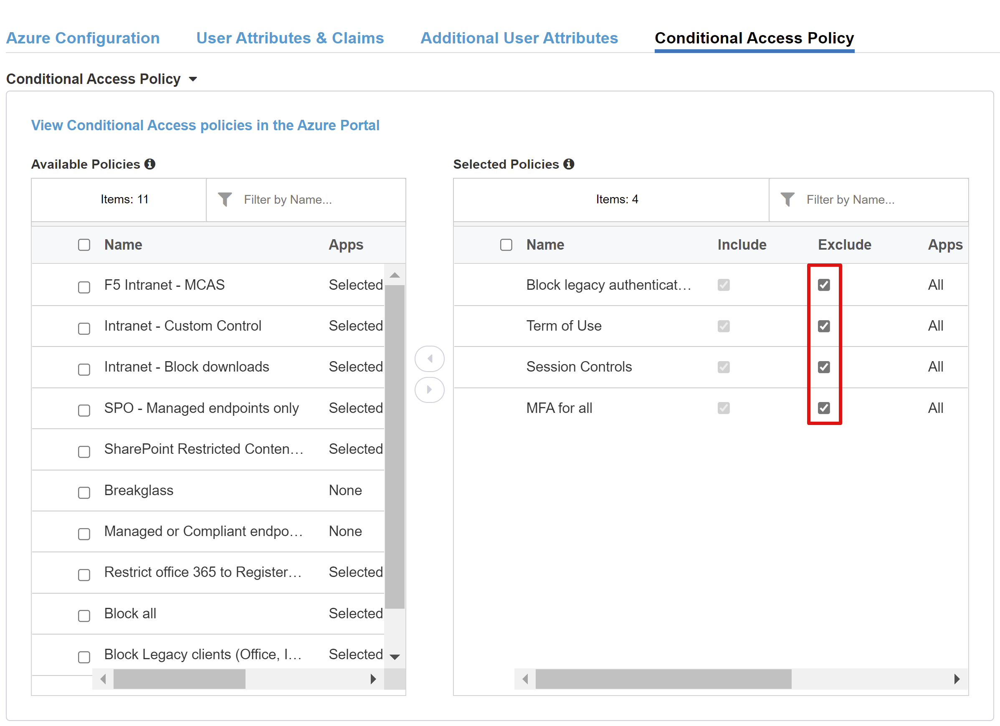 Azure Configuration User Attributes & Claims Additional User Attributes Conditional Access Policy
Conditional Access Policy
View Conditional Access policies in the Azure Portal
Available Policies
Items: 11 Filter by Name...
Name Apps
F5 Intranet - MCAS Selected
Intranet - Custom Control Selected
Intranet - Block downloads Selected
SPO - Managed endpoints only Selected
SharePoint Restricted Conten... Selected
Breakglass None
Managed or Compliant endpo... None
Restrict office 365 to Register... Selected
Block all Selected
Block Legacy clients (Office, I... Selected
Selected Policies
Items: 4 Filter by Name...
Name Include Exclude Apps
Block legacy authenticat... All
Term of Use All
Session Controls All
MFA for all All